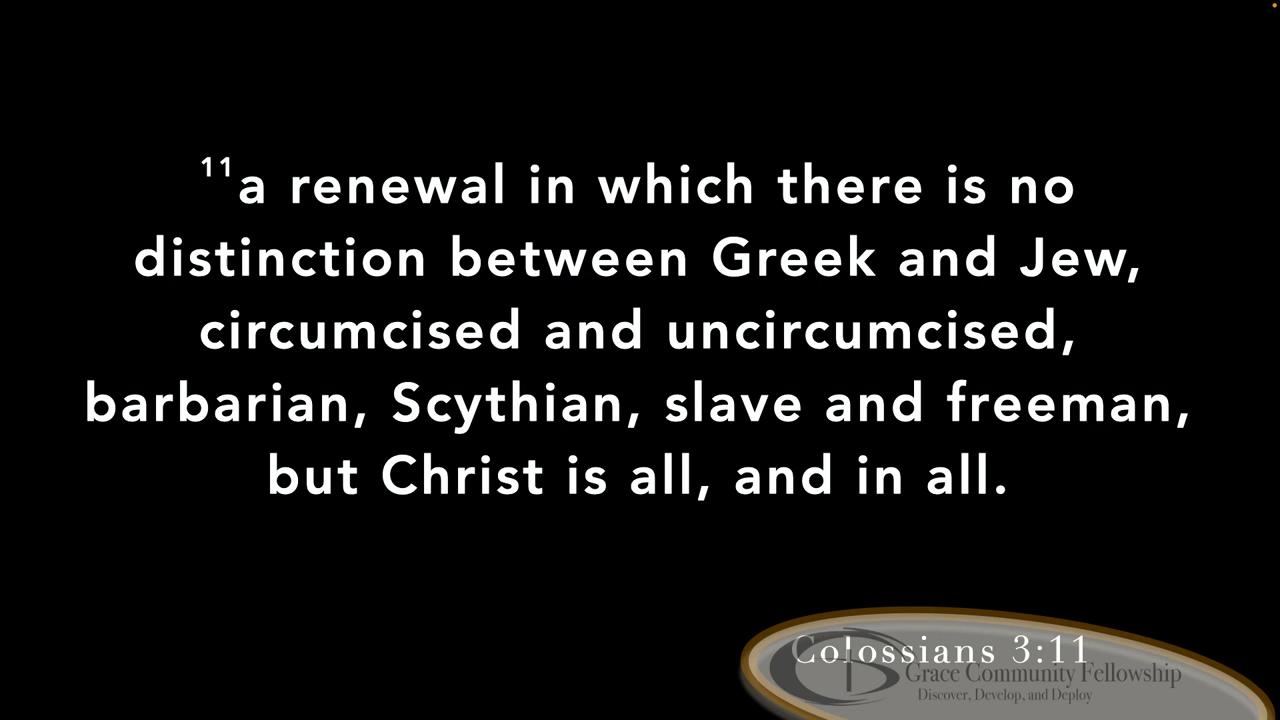 ¹¹a renewal in which there is no
distinction between Greek and Jew,
circumcised and uncircumcised,
barbarian, Scythian, slave and freeman,
but Christ is all, and in all.
Colossians 3:11
Grace Community Fellowship
Discover, Develop, and Deploy